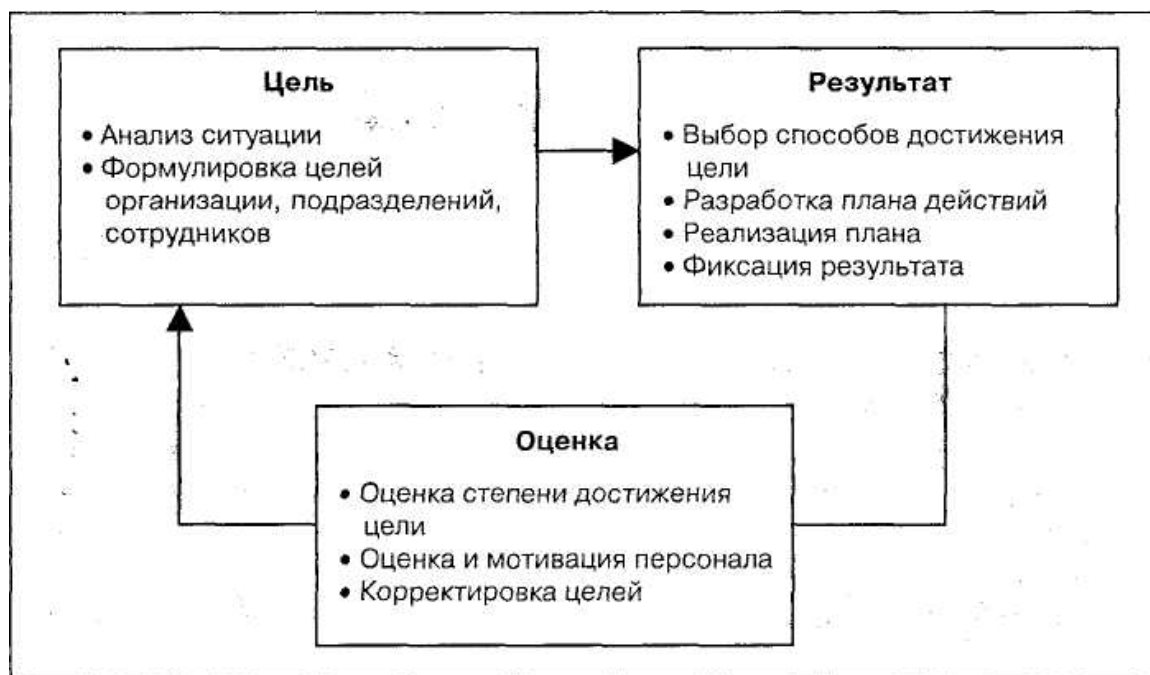 Цель
• Анализ ситуации
• Формулировка целей
организации, подразделений,
сотрудников
Результат
• Выбор способов достижения
цели
• Разработка плана действий
• Реализация плана
• Фиксация результата
Оценка
• Оценка степени достижения
цели
• Оценка и мотивация персонала
• Корректировка целей